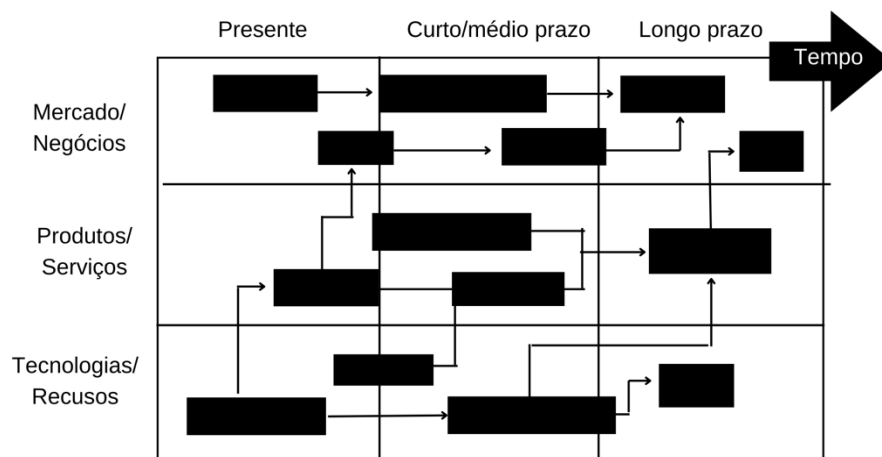 Presente
Curto/médio prazo
Longo prazo
Tempo
Mercado/
Negócios
Produtos/
Serviços
Tecnologias/
Recusos